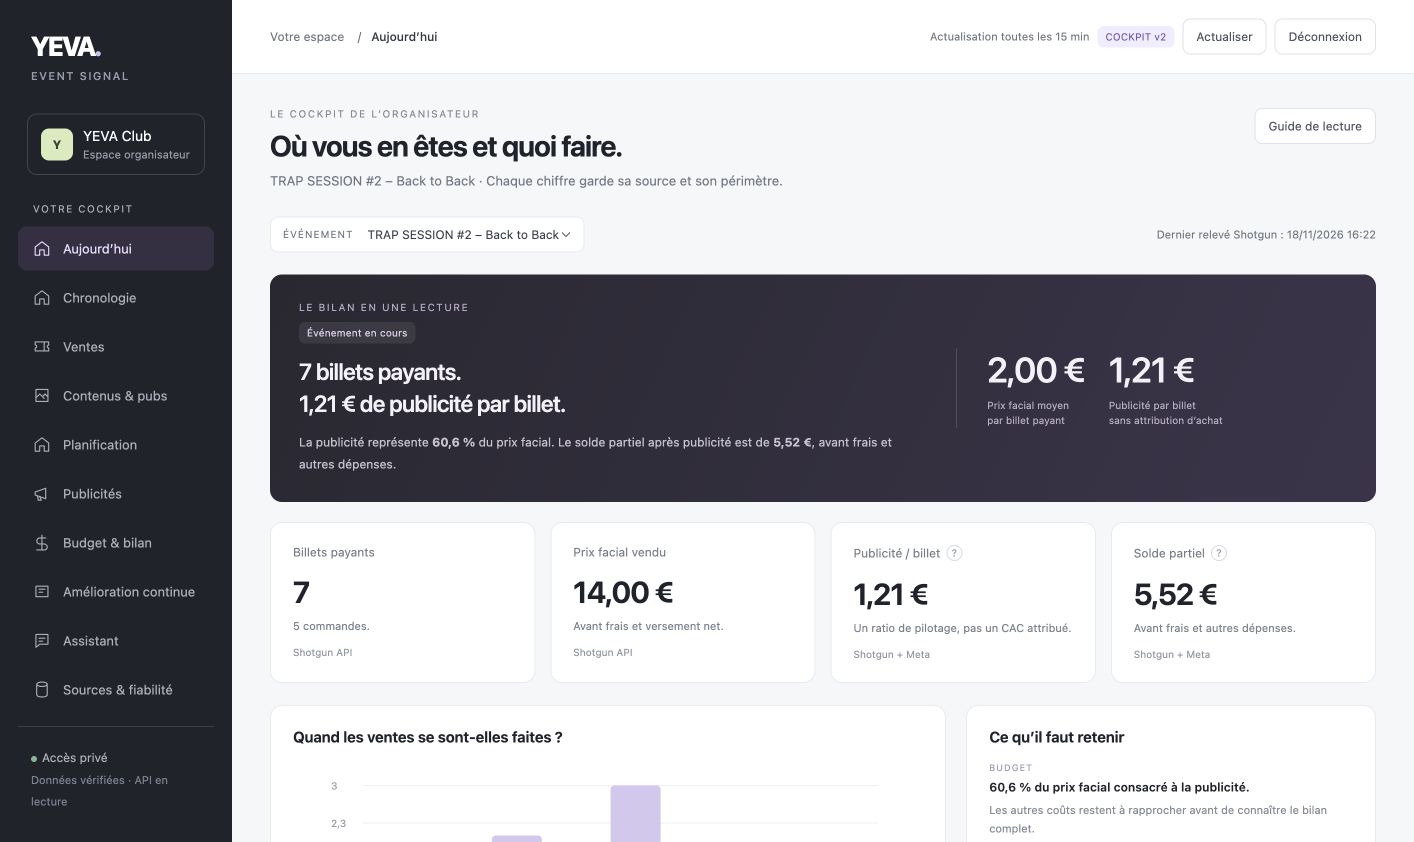 YEVA.
EVENT SIGNAL
Y
YEVA Club
Espace organisateur
VOTRE COCKPIT
Aujourd’hui
Chronologie
Ventes
Contenus & pubs
Planification
Publicités
Budget & bilan
Amélioration continue
Assistant
Sources & fiabilité
Accès privé
Données vérifiées · API en
lecture
Votre espace / Aujourd’hui
Actualisation toutes les 15 min
COCKPIT v2
Actualiser
Déconnexion
LE COCKPIT DE L’ORGANISATEUR
Où vous en êtes et quoi faire.
TRAP SESSION #2 – Back to Back · Chaque chiffre garde sa source et son périmètre.
Guide de lecture
ÉVÉNEMENT TRAP SESSION #2 – Back to Back
Dernier relevé Shotgun : 18/11/2026 16:22
LE BILAN EN UNE LECTURE
Événement en cours
7 billets payants.
1,21 € de publicité par billet.
La publicité représente 60,6 % du prix facial. Le solde partiel après publicité est de 5,52 €, avant frais et
autres dépenses.
2,00 €
Prix facial moyen
par billet payant
1,21 €
Publicité par billet
sans attribution d’achat
Billets payants
7
5 commandes.
Shotgun API
Prix facial vendu
14,00 €
Avant frais et versement net.
Shotgun API
Publicité / billet ?
1,21 €
Un ratio de pilotage, pas un CAC attribué.
Shotgun + Meta
Solde partiel ?
5,52 €
Avant frais et autres dépenses.
Shotgun + Meta
Quand les ventes se sont-elles faites ?
3
2,3
Ce qu’il faut retenir
BUDGET
60,6 % du prix facial consacré à la publicité.
Les autres coûts restent à rapprocher avant de connaître le bilan
complet.